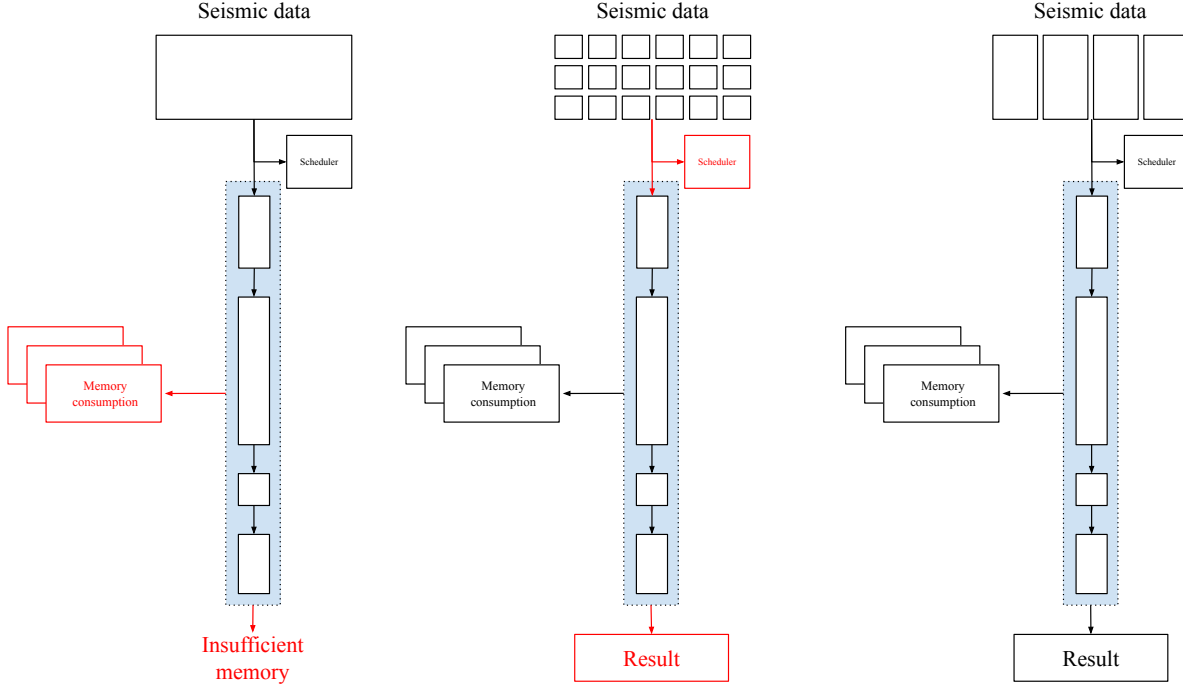 Seismic data
Scheduler
Memory
consumption
Insufficient
memory
Seismic data
Scheduler
Memory
consumption
Result
Seismic data
Scheduler
Memory
consumption
Result